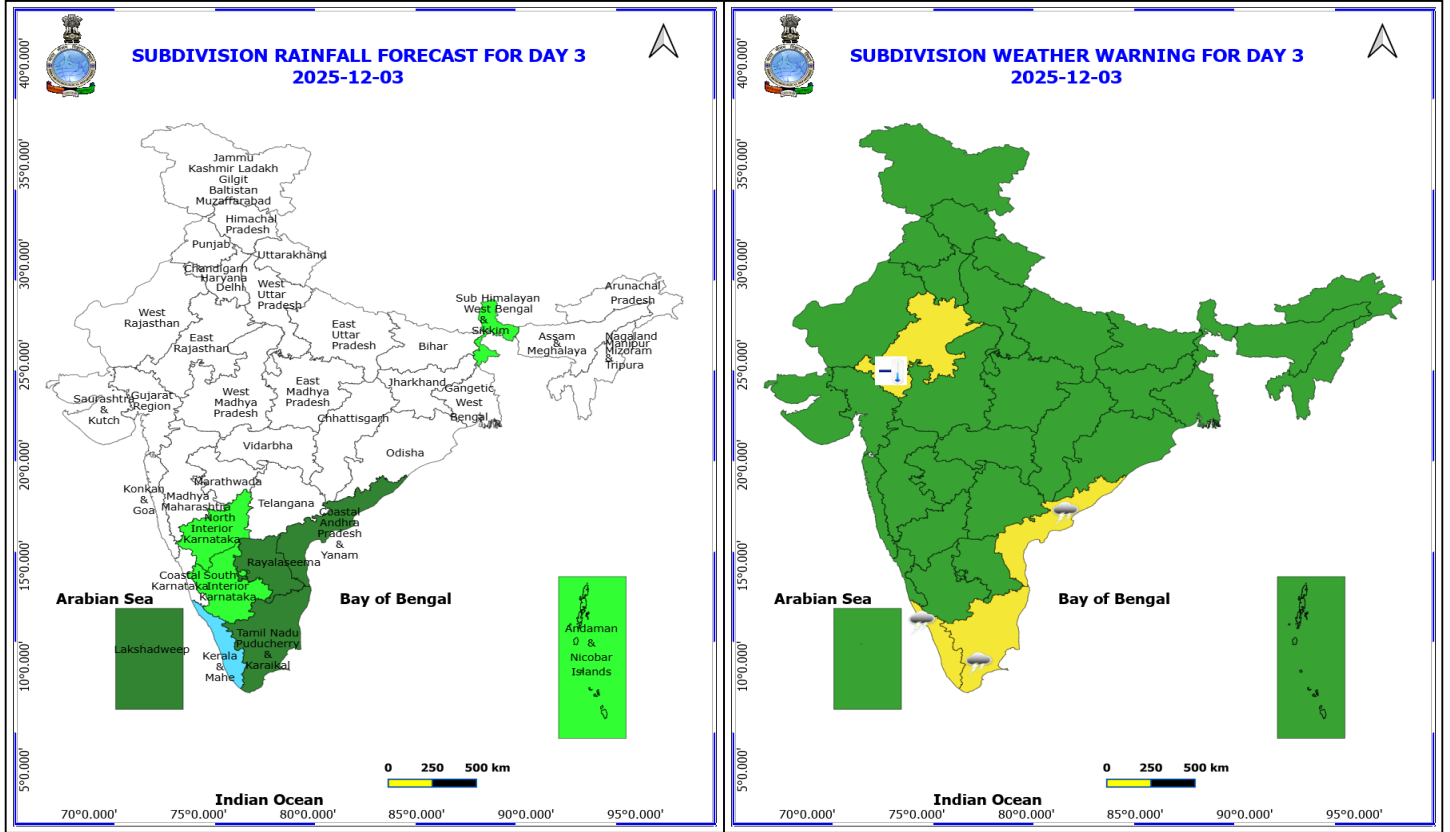 SUBDIVISION RAINFALL FORECAST FOR DAY 3
2025-12-03
40°0.000'
35°0.000'
30°0.000'
25°0.000'
20°0.000'
15°0.000'
10°0.000'
5°0.000'
Jammu
Kashmir Ladakh
Gilgit
Baltistan
Muzaffarabad
Himachal
Pradesh
Punjab
Uttarakhand
Chandigarh
Haryana
Delhi
West
Uttar
Pradesh
Arunachal
Pradesh
Sub Himalayan
West Bengal
&
Sikkim
West
Rajasthan
East
Rajasthan
East
Uttar
Pradesh
Bihar
Assam
&
Meghalaya
Nagaland
Manipur
Mizoram
&
Tripura
Saurashtra
&
Kutch
Gujarat
Region
West
Madhya
Pradesh
East
Madhya
Pradesh
Jharkhand
Gangetic
West
Bengal
Chhattisgarh
Vidarbha
Odisha
Konkan
&
Goa
Madhya
Maharashtra
Marathwada
Telangana
North
Interior
Karnataka
Coastal
Andhra
Pradesh
&
Yanam
Rayalaseema
Coastal
Karnataka
South
Interior
Karnataka
Arabian Sea
Bay of Bengal
Lakshadweep
Kerala
&
Mahe
Tamil Nadu
Puducherry
&
Karaikal
Andaman
&
Nicobar
Islands
0 250 500 km
Indian Ocean
70°0.000' 75°0.000' 80°0.000' 85°0.000' 90°0.000' 95°0.000'
SUBDIVISION WEATHER WARNING FOR DAY 3
2025-12-03
40°0.000'
35°0.000'
30°0.000'
25°0.000'
20°0.000'
15°0.000'
10°0.000'
5°0.000'
Arabian Sea
Bay of Bengal
0 250 500 km
Indian Ocean
70°0.000' 75°0.000' 80°0.000' 85°0.000' 90°0.000' 95°0.000'